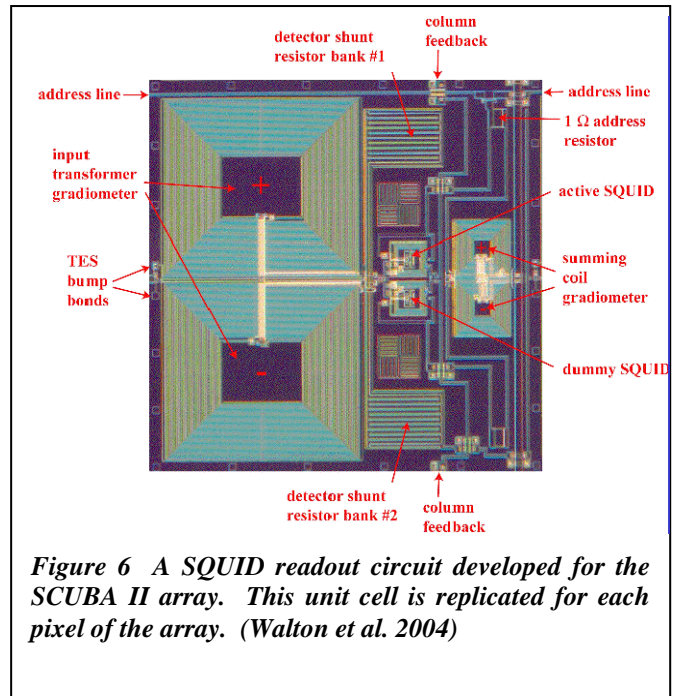 column
feedback
detector shunt
resistor bank #1
address line
address line
1 Ω address
resistor
input
transformer
gradiometer
+
active SQUID
TES
bump
bonds
summing
coil
gradiometer
-
dummy SQUID
detector shunt
resistor bank #2
column
feedback
Figure 6 A SQUID readout circuit developed for the
SCUBA II array. This unit cell is replicated for each
pixel of the array. (Walton et al. 2004)